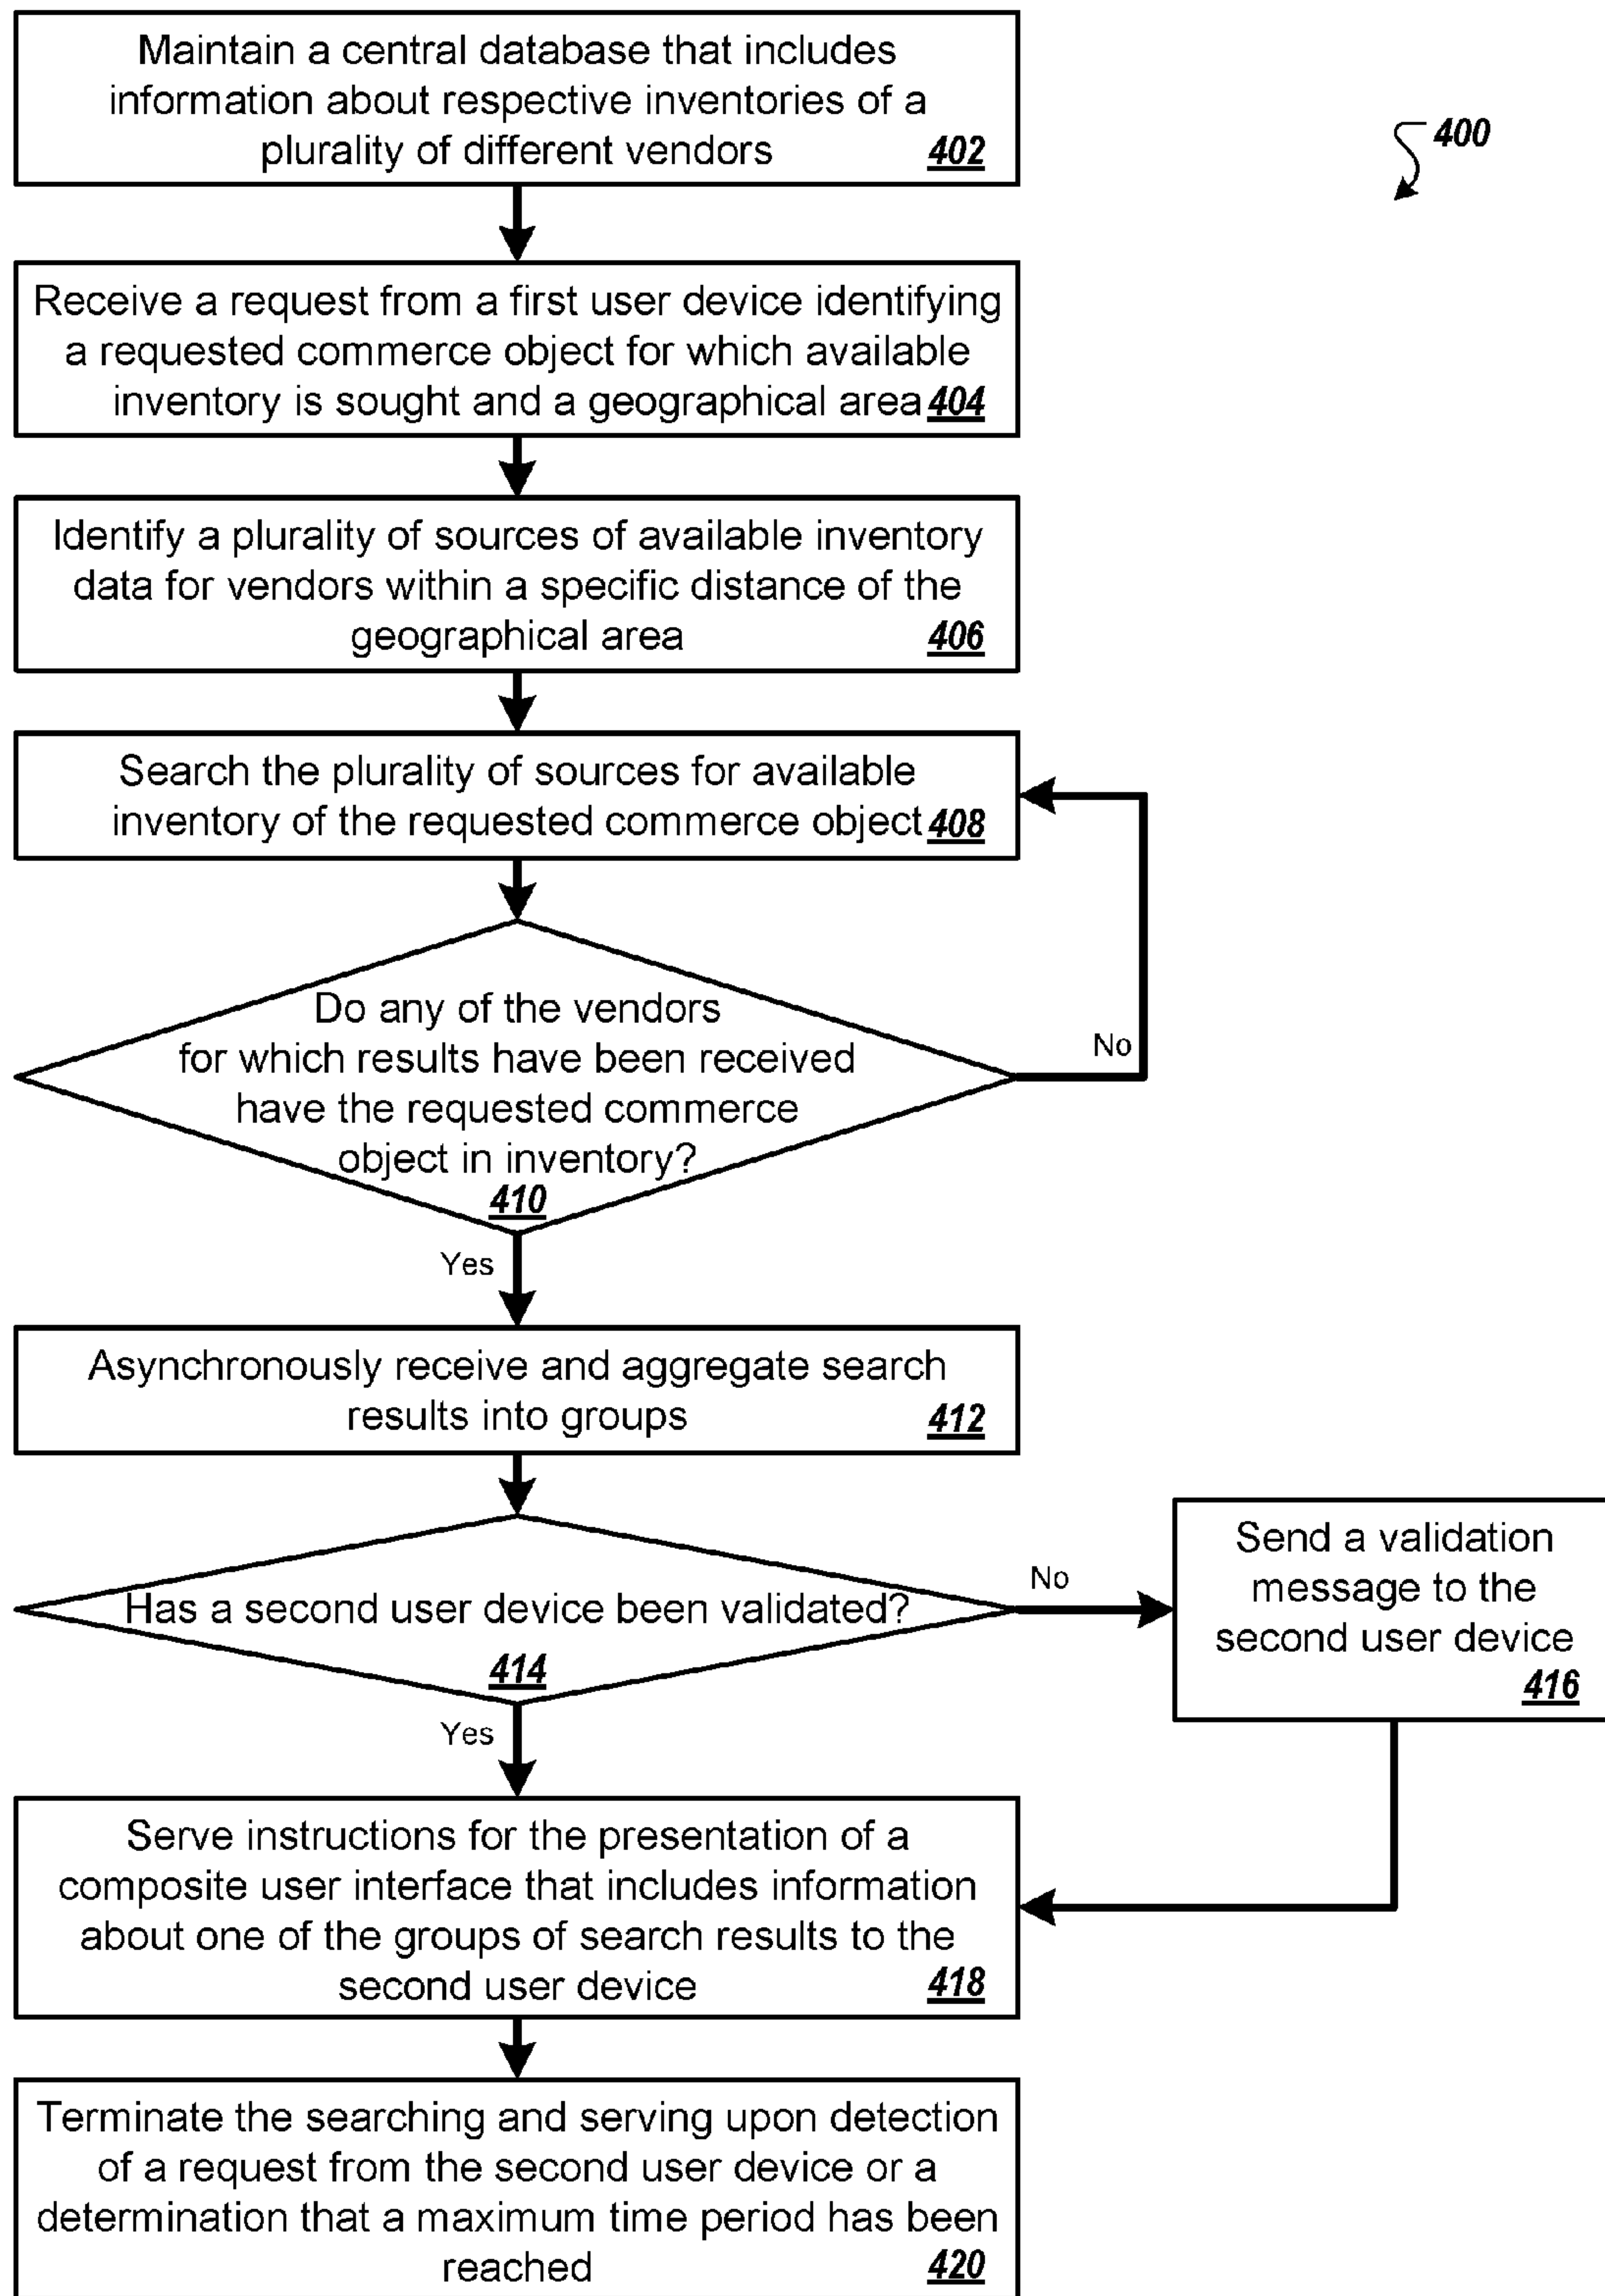 Maintain a central database that includes
information about respective inventories of a
plurality of different vendors 402
400
Receive a request from a first user device identifying
a requested commerce object for which available
inventory is sought and a geographical area 404
Identify a plurality of sources of available inventory
data for vendors within a specific distance of the
geographical area 406
Search the plurality of sources for available
inventory of the requested commerce object 408
Do any of the vendors
for which results have been received
have the requested commerce
object in inventory?
410
No
Yes
Asynchronously receive and aggregate search
results into groups 412
Has a second user device been validated?
414
No
Yes
Send a validation
message to the
second user device
416
Serve instructions for the presentation of a
composite user interface that includes information
about one of the groups of search results to the
second user device 418
Terminate the searching and serving upon detection
of a request from the second user device or a
determination that a maximum time period has been
reached 420